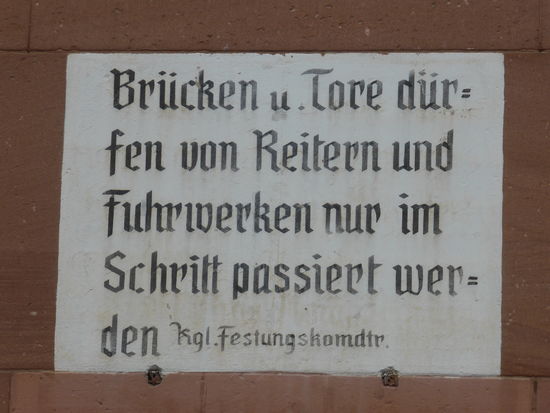 Brücken u. Tore dür=
fen von Reitern und
Fuhrwerken nur im
Schritt passiert wer=
den Kgl. Festungskomdtr.